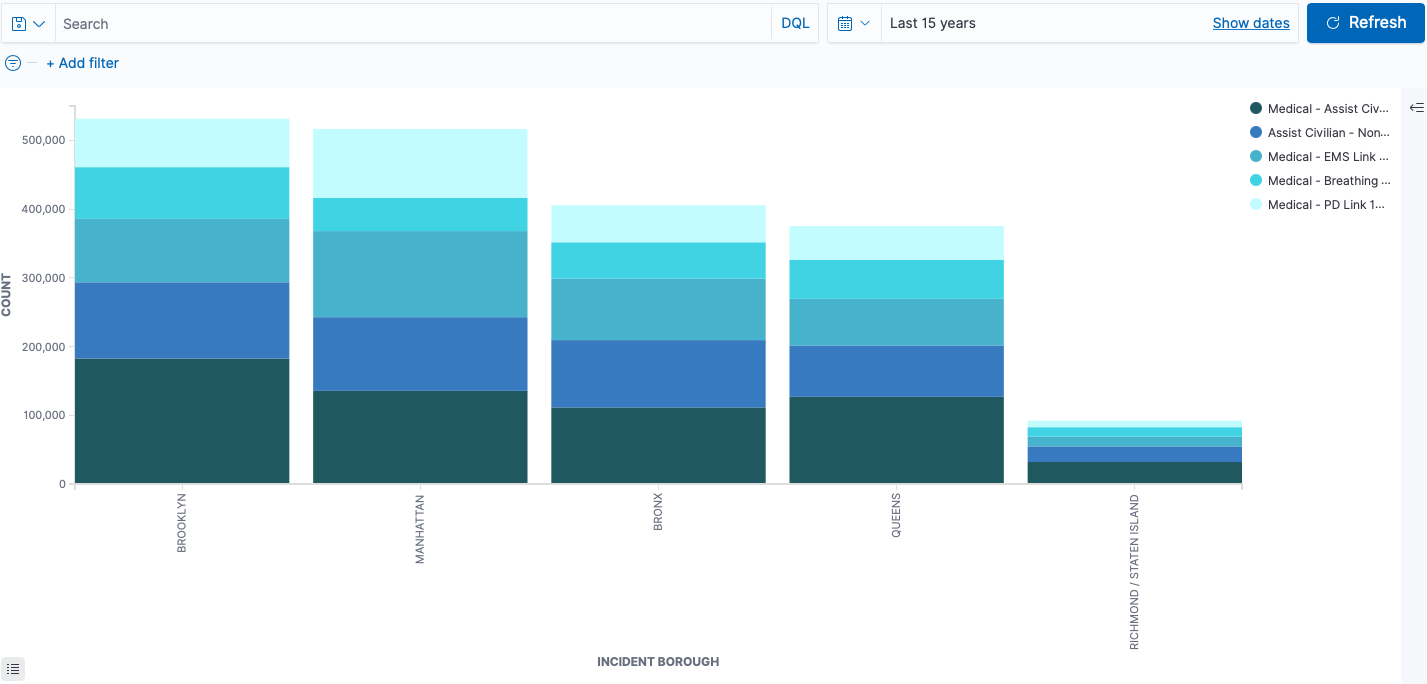 Search
DQL
Last 15 years
Show dates
Refresh
+ Add filter
500,000
400,000
300,000
200,000
100,000
0
COUNT
BROOKLYN
MANHATTAN
BRONX
QUEENS
RICHMOND / STATEN ISLAND
INCIDENT BOROUGH
Medical - Assist Civ...
Assist Civilian - Non...
Medical - EMS Link ...
Medical - Breathing ...
Medical - PD Link 1...